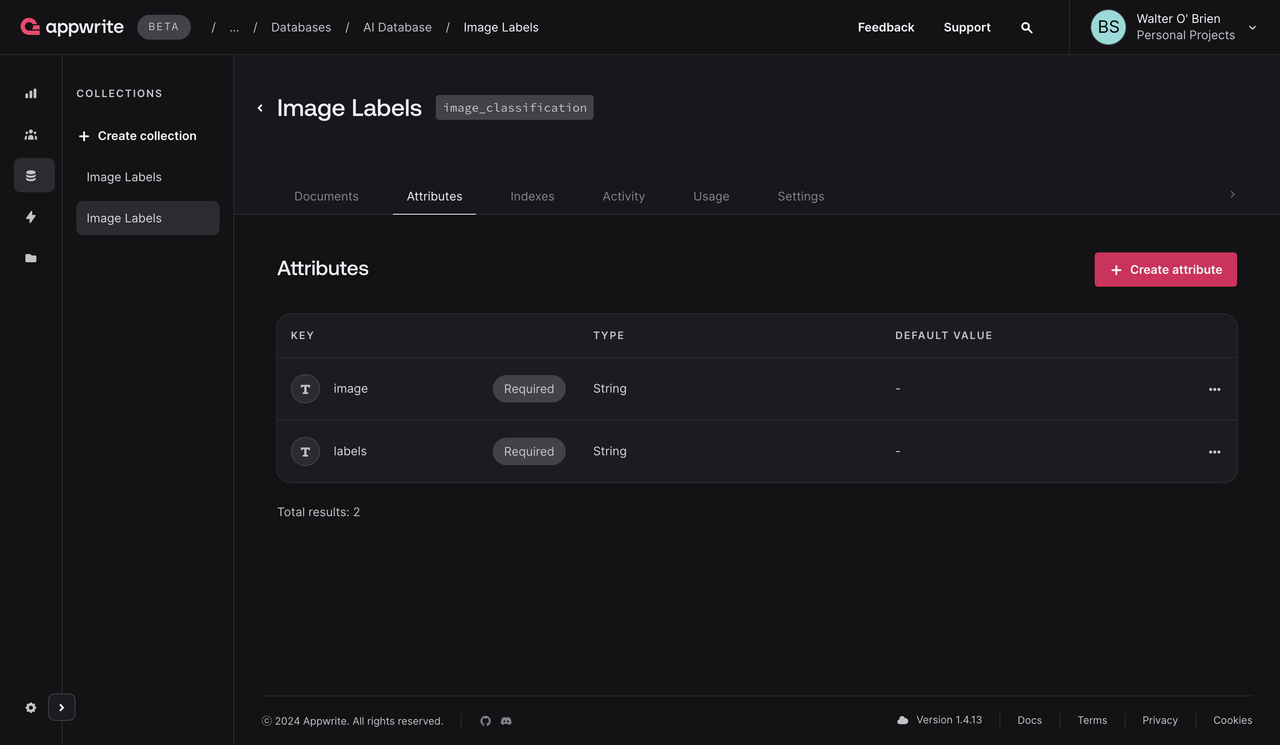 appwrite BETA / ... / Databases / AI Database / Image Labels Feedback Support BS Walter O' Brien
Personal Projects
COLLECTIONS
Create collection
Image Labels
Image Labels
Image Labels image_classification
Documents Attributes Indexes Activity Usage Settings
Attributes
Create attribute
KEY TYPE DEFAULT VALUE
T image Required String -
T labels Required String -
Total results: 2
© 2024 Appwrite. All rights reserved. Version 1.4.13 Docs Terms Privacy Cookies